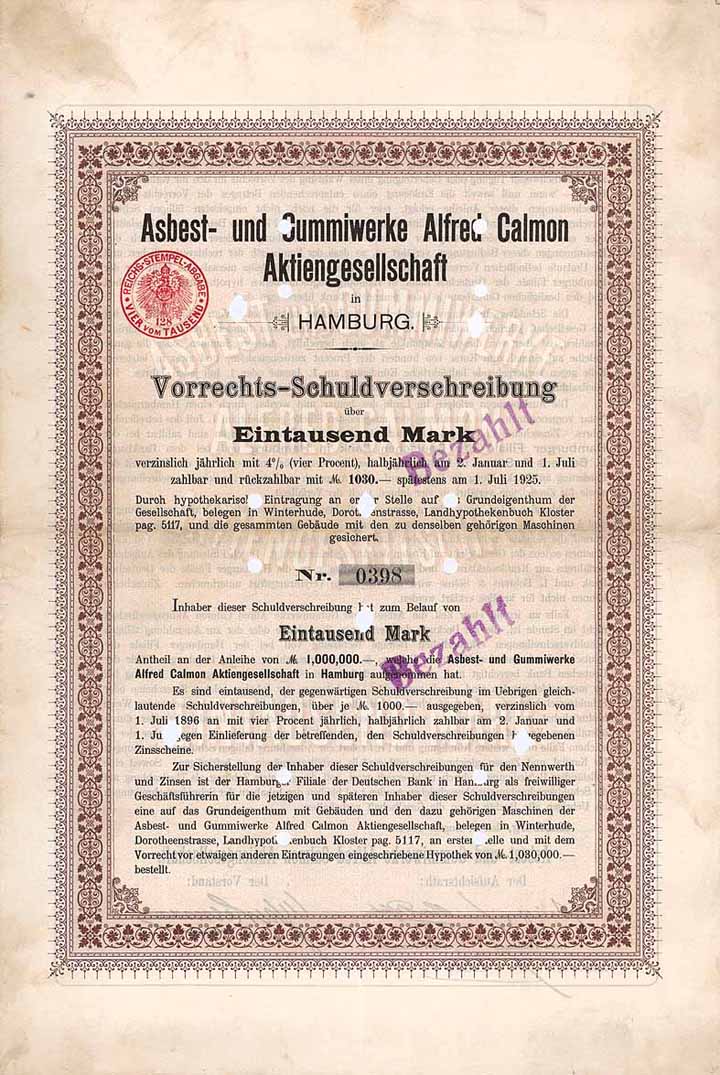 Asbest- und Gummiwerke Alfred Calmon
Aktiengesellschaft
in
HAMBURG.
REICHS-STEMPEL-ABGABE
VIER VOM TAUSEND
Vorrechts-Schuldverschreibung
über
Eintausend Mark
verzinslich jährlich mit 4% (vier Procent), halbjährlich am 2. Januar und 1. Juli
zahlbar und rückzahlbar mit ℳ 1030.— spätestens am 1. Juli 1925.
Bezahlt
Durch hypothekarische Eintragung an erster Stelle auf Grundeigenthum der
Gesellschaft, belegen in Winterhude, Dorotheenstrasse, Landhypothekenbuch Kloster
pag. 5117, und die gesammten Gebäude mit den zu denselben gehörigen Maschinen
gesichert.
Nr. 0398
Inhaber dieser Schuldverschreibung hat zum Belauf von
Eintausend Mark
Bezahlt
Antheil an der Anleihe von ℳ 1,000,000.—, welche die Asbest- und Gummiwerke
Alfred Calmon Aktiengesellschaft in Hamburg aufgenommen hat.
Es sind eintausend, der gegenwärtigen Schuldverschreibung im Uebrigen gleich-
lautende Schuldverschreibungen, über je ℳ 1000.— ausgegeben, verzinslich vom
1. Juli 1896 an mit vier Procent jährlich, halbjährlich zahlbar am 2. Januar und
1. Juli gegen Einlieferung der betreffenden, den Schuldverschreibungen beigegebenen
Zinsscheine.
Zur Sicherstellung der Inhaber dieser Schuldverschreibungen für den Nennwerth
und Zinsen ist der Hamburger Filiale der Deutschen Bank in Hamburg als freiwilliger
Geschäftsführerin für die jetzigen und späteren Inhaber dieser Schuldverschreibungen
eine auf das Grundeigenthum mit Gebäuden und den dazu gehörigen Maschinen der
Asbest- und Gummiwerke Alfred Calmon Aktiengesellschaft, belegen in Winterhude,
Dorotheenstrasse, Landhypothekenbuch Kloster pag. 5117, an erster Stelle und mit dem
Vorrecht vor etwaigen anderen Eintragungen eingeschriebene Hypothek von ℳ 1,030,000.—
bestellt.